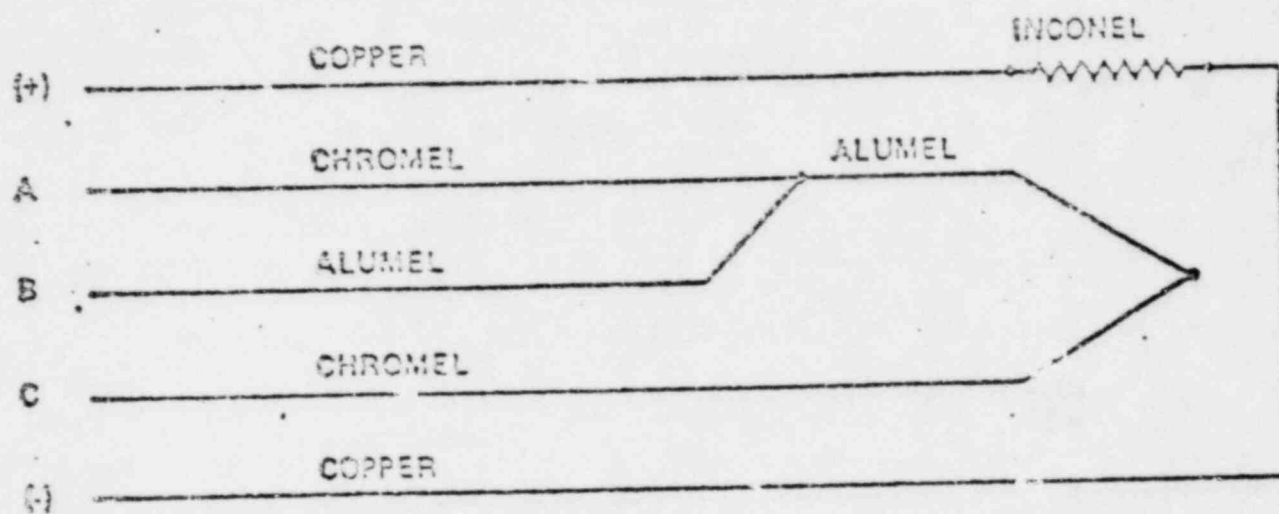 INCONEL
(+) COPPER
A CHROMEL ALUMEL
B ALUMEL
C CHROMEL
(-) COPPER